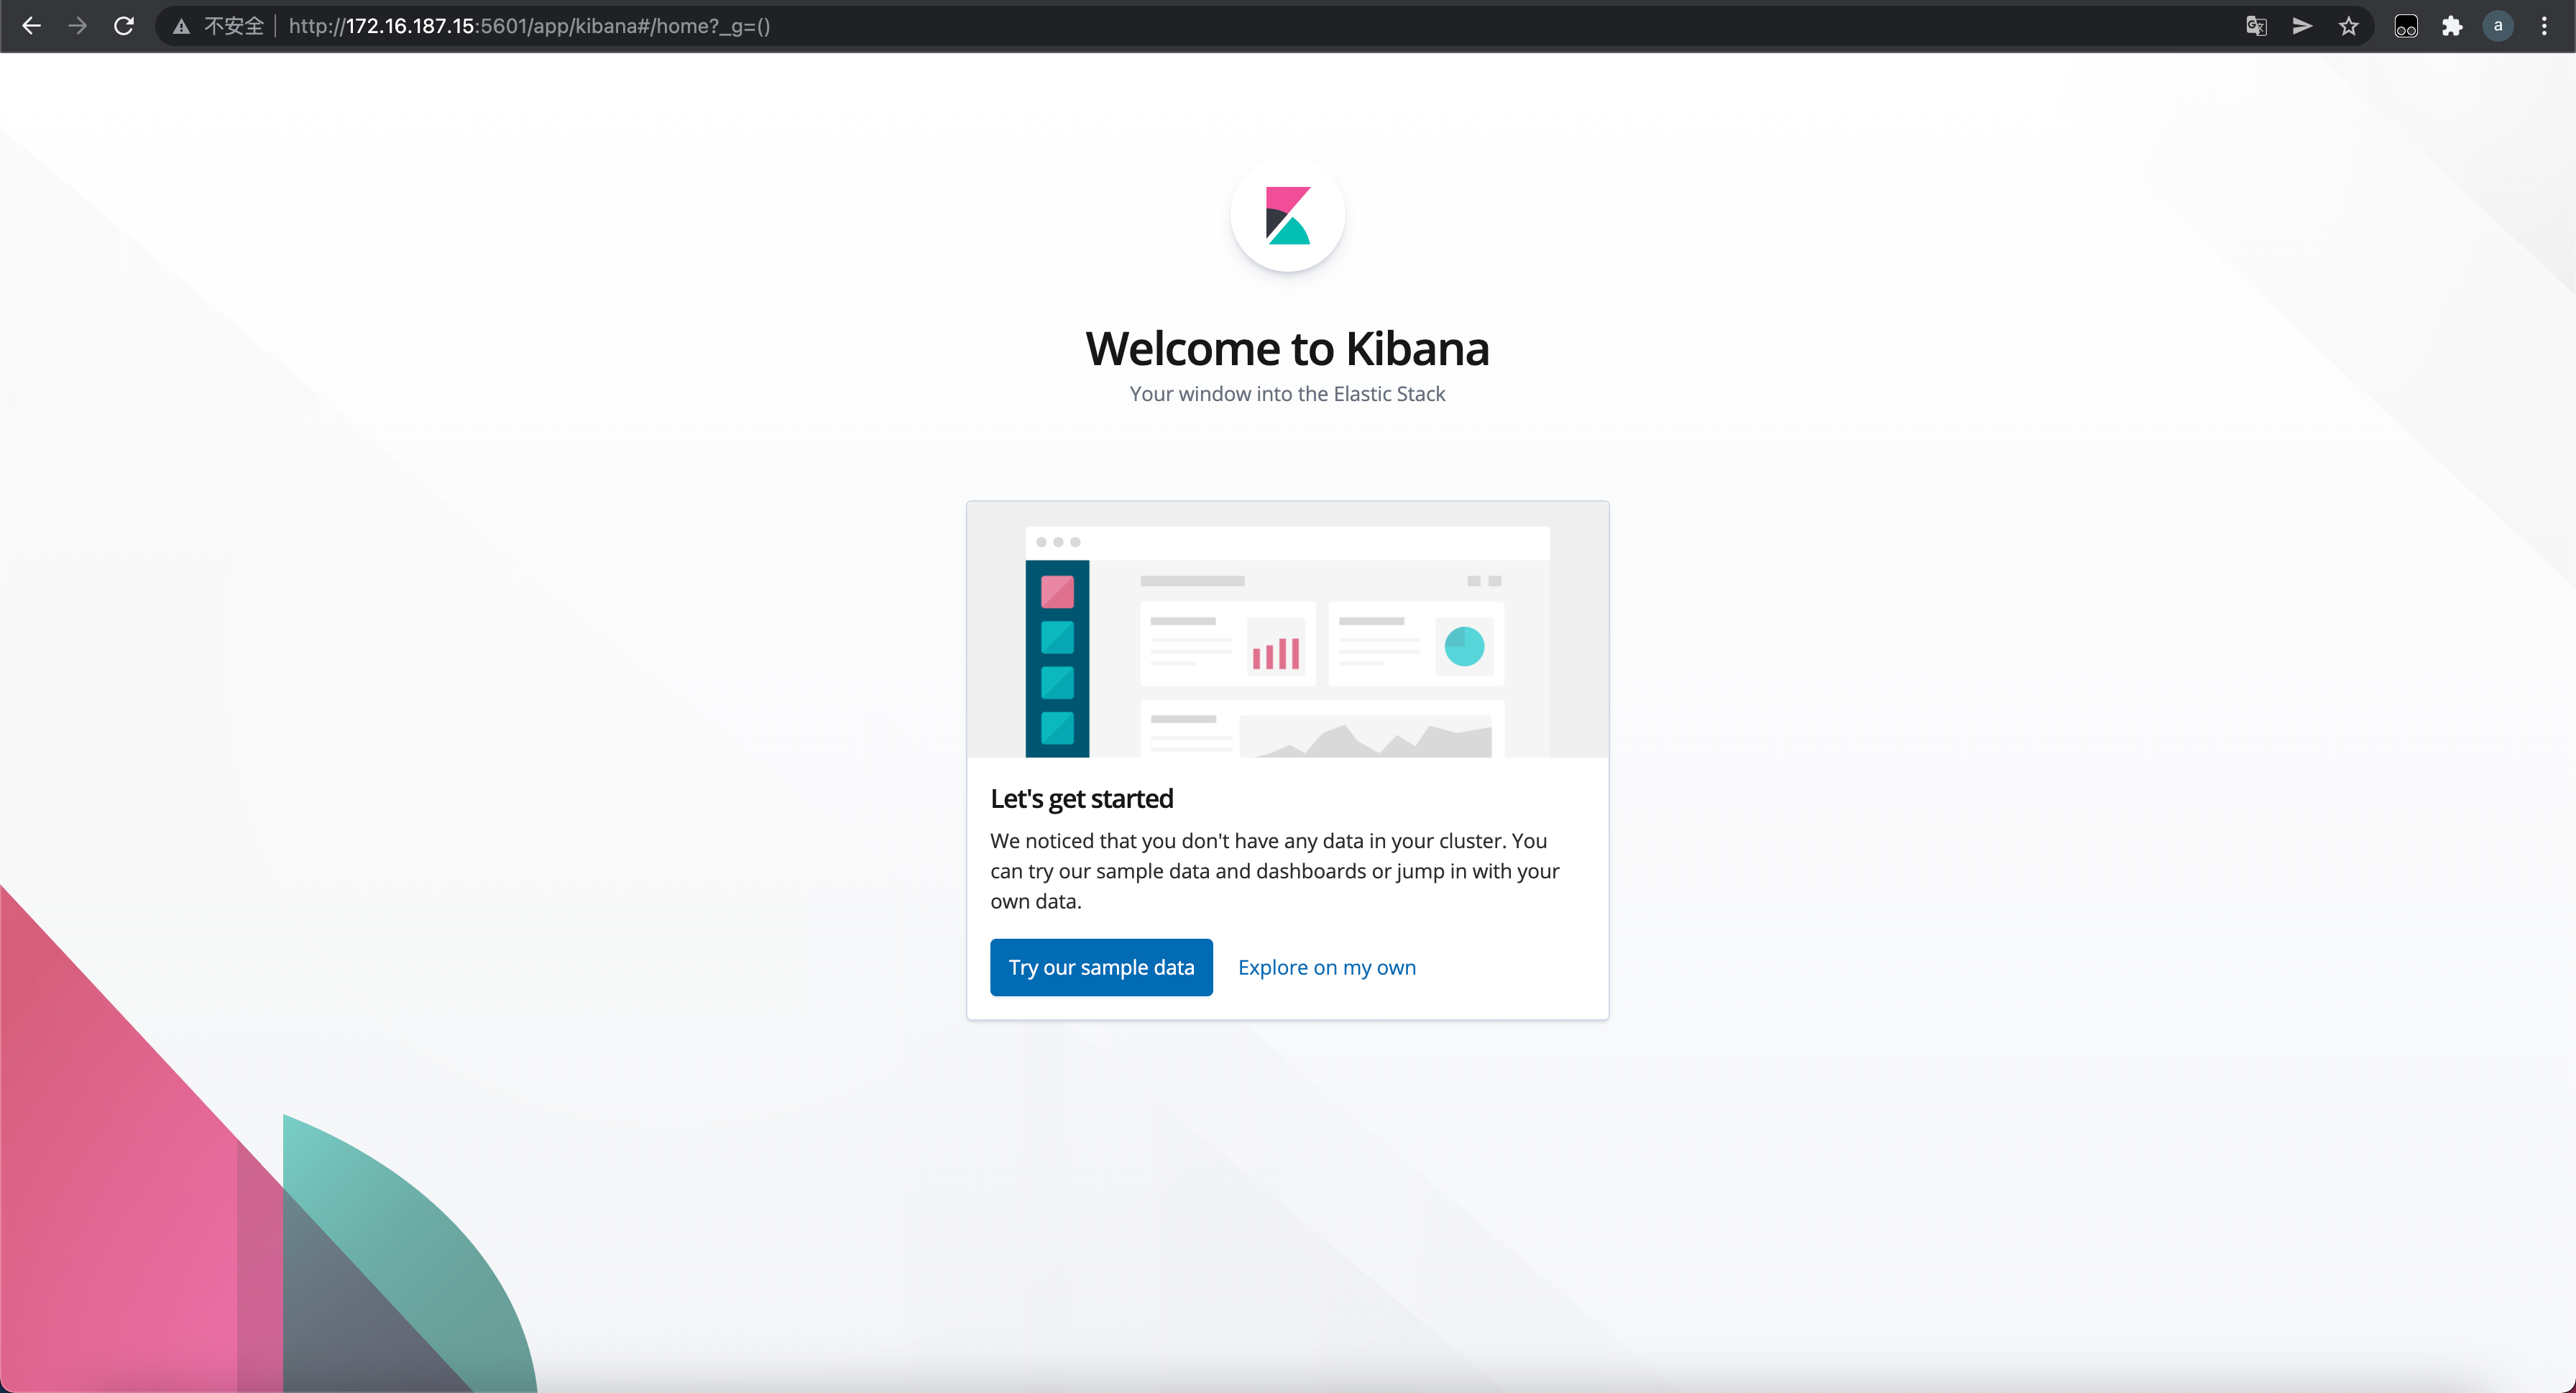 不安全 http://172.16.187.15:5601/app/kibana#/home?_g=()
a
Welcome to Kibana
Your window into the Elastic Stack
Let's get started
We noticed that you don't have any data in your cluster. You
can try our sample data and dashboards or jump in with your
own data.
Try our sample data Explore on my own